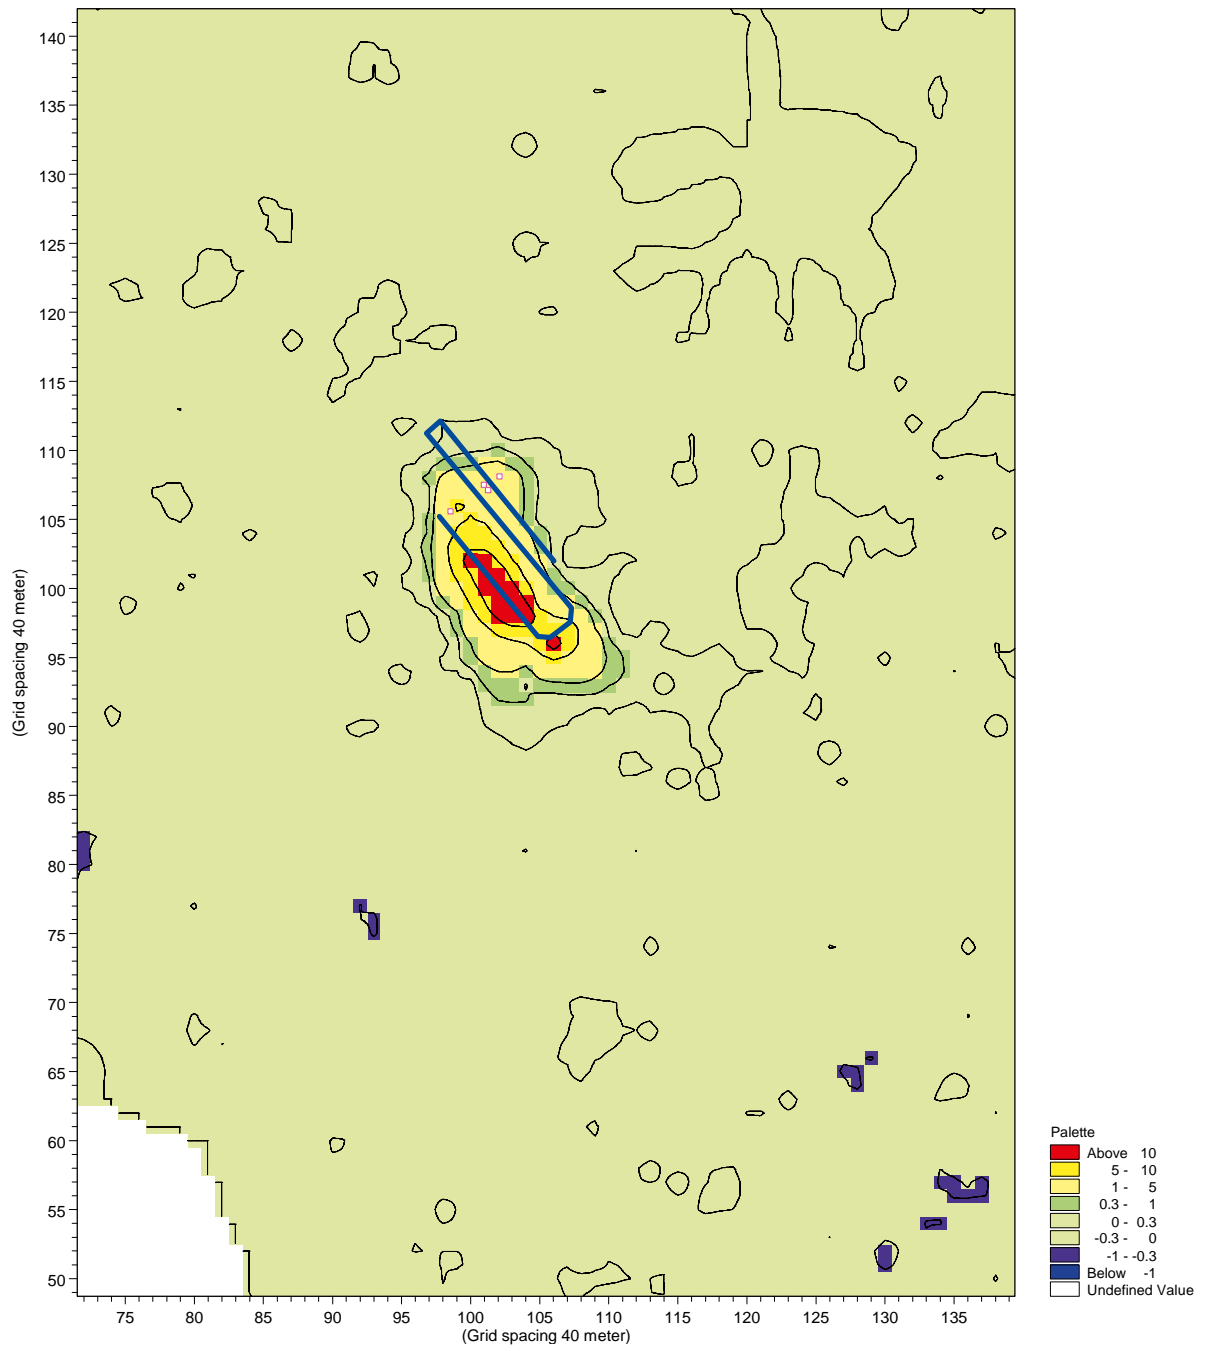 140
135
130
125
120
115
110
105
100
95
90
85
80
75
70
65
60
55
50
(Grid spacing 40 meter)
75 80 85 90 95 100 105 110 115 120 125 130 135
(Grid spacing 40 meter)
Palette
Above 10
5 - 10
1 - 5
0.3 - 1
0 - 0.3
-0.3 - 0
-1 - -0.3
Below -1
Undefined Value